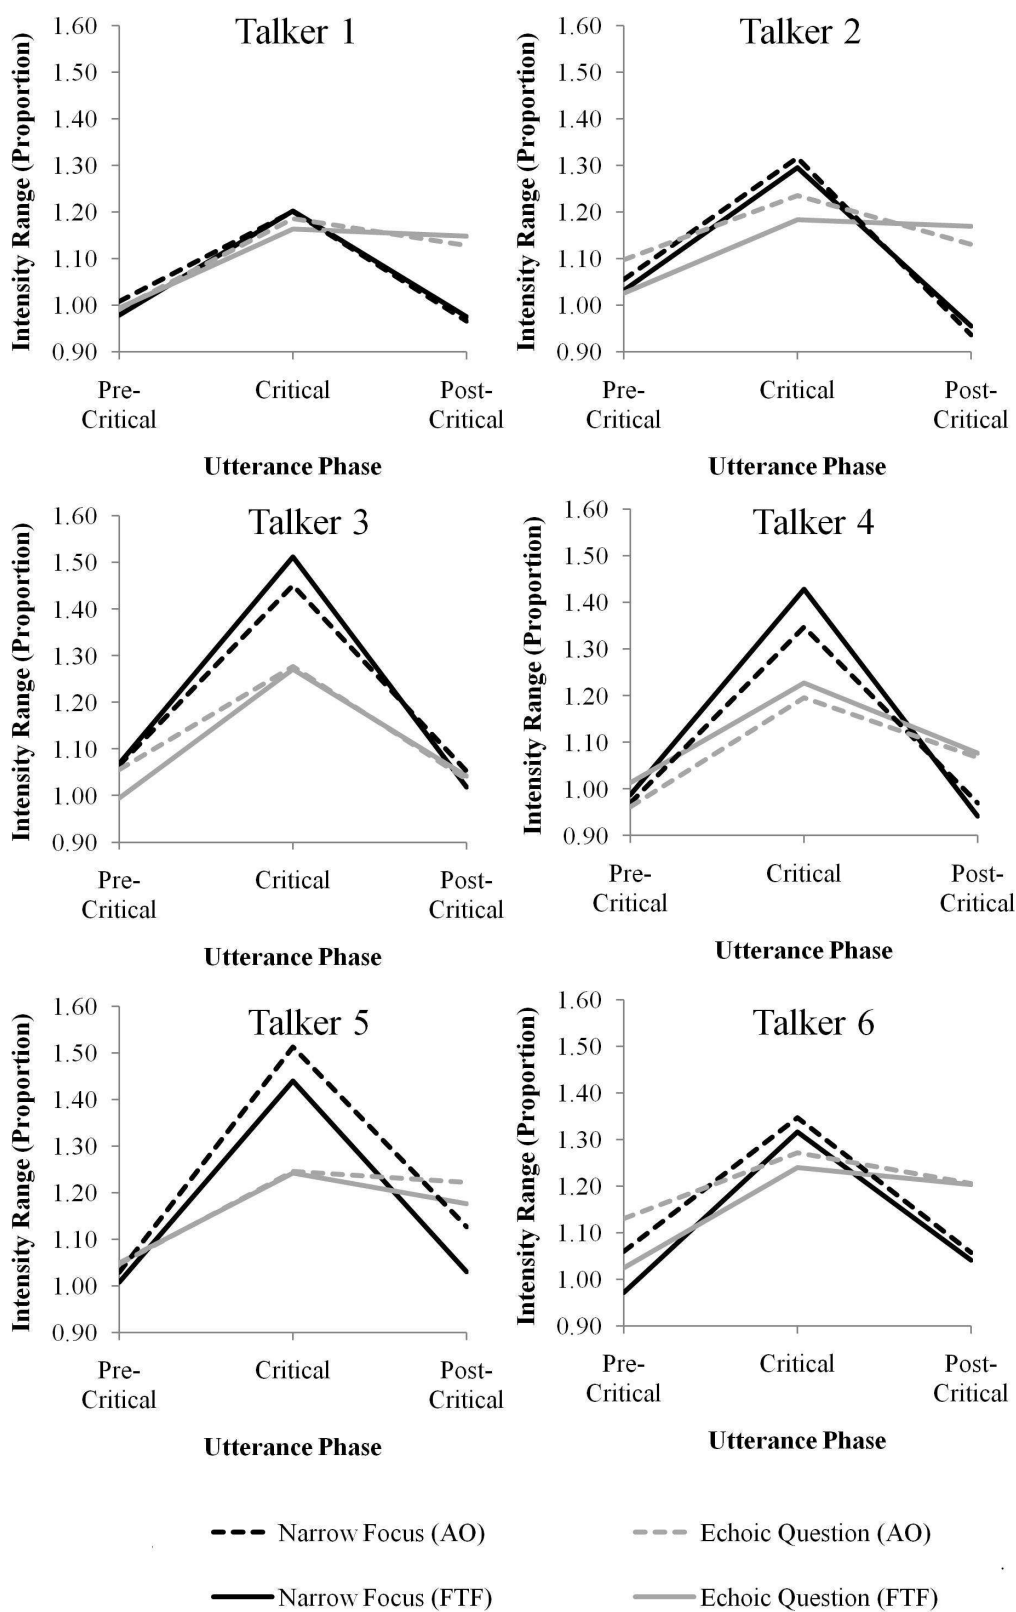 Talker 1
Intensity Range (Proportion)
1.60
1.50
1.40
1.30
1.20
1.10
1.00
0.90
Pre-
Critical
Critical
Post-
Critical
Utterance Phase
Talker 2
Intensity Range (Proportion)
1.60
1.50
1.40
1.30
1.20
1.10
1.00
0.90
Pre-
Critical
Critical
Post-
Critical
Utterance Phase
Talker 3
Intensity Range (Proportion)
1.60
1.50
1.40
1.30
1.20
1.10
1.00
0.90
Pre-
Critical
Critical
Post-
Critical
Utterance Phase
Talker 4
Intensity Range (Proportion)
1.60
1.50
1.40
1.30
1.20
1.10
1.00
0.90
Pre-
Critical
Critical
Post-
Critical
Utterance Phase
Talker 5
Intensity Range (Proportion)
1.60
1.50
1.40
1.30
1.20
1.10
1.00
0.90
Pre-
Critical
Critical
Post-
Critical
Utterance Phase
Talker 6
Intensity Range (Proportion)
1.60
1.50
1.40
1.30
1.20
1.10
1.00
0.90
Pre-
Critical
Critical
Post-
Critical
Utterance Phase
Narrow Focus (AO)
Echoic Question (AO)
Narrow Focus (FTF)
Echoic Question (FTF)